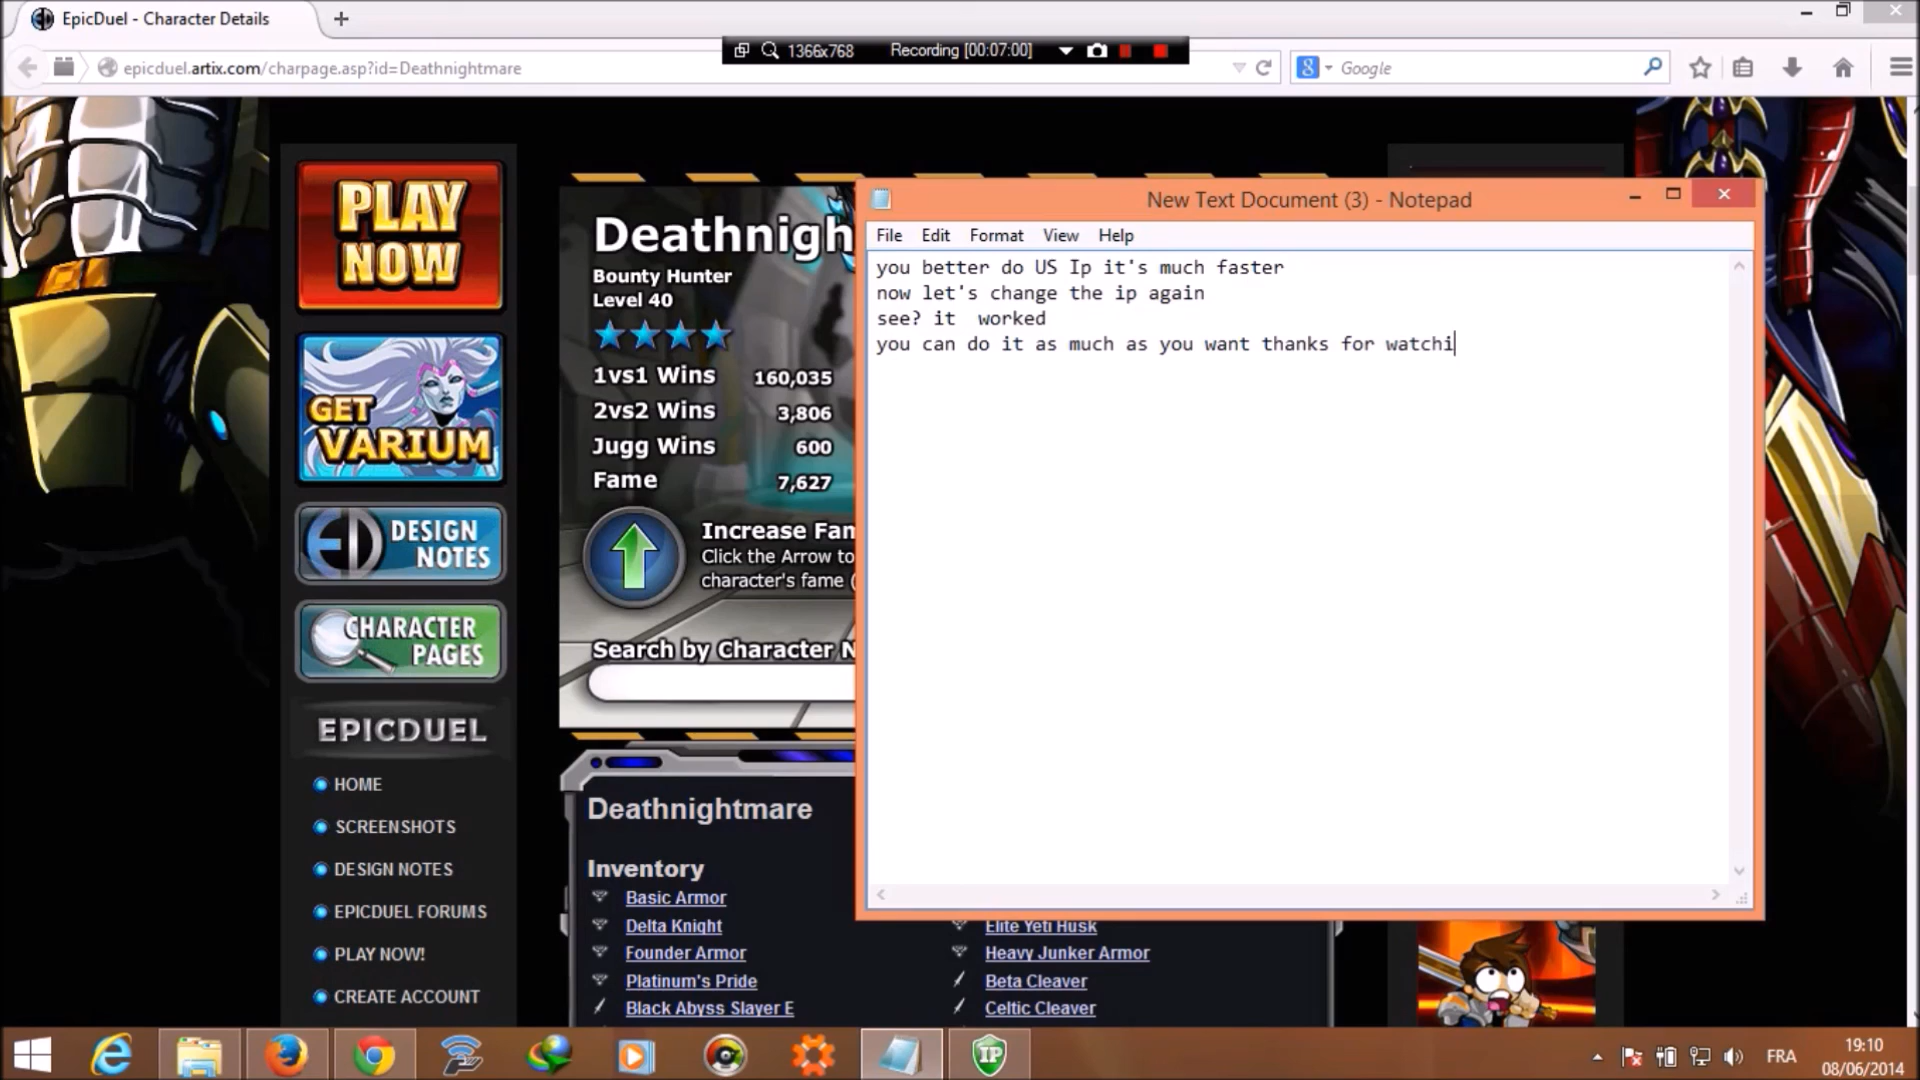 EpicDuel - Character Details
+
1366x768 Recording [00:07:00]
epicduel.artix.com/charpage.asp?id=Deathnightmare
8 Google
PLAY NOW
GET VARIUM
ED DESIGN NOTES
CHARACTER PAGES
EPICDUEL
HOME
SCREENSHOTS
DESIGN NOTES
EPICDUEL FORUMS
PLAY NOW!
CREATE ACCOUNT
Deathnigh
Bounty Hunter
Level 40
1vs1 Wins 160,035
2vs2 Wins 3,806
Jugg Wins 600
Fame 7,627
Increase Fam
Click the Arrow to
character's fame (
Search by Character N
Deathnightmare
Inventory
Basic Armor
Delta Knight
Elite Yeti Husk
Founder Armor
Heavy Junker Armor
Platinum's Pride
Beta Cleaver
Black Abyss Slayer E
Celtic Cleaver
New Text Document (3) - Notepad
File Edit Format View Help
you better do US Ip it's much faster
now let's change the ip again
see? it  worked
you can do it as much as you want thanks for watchi
IP
FRA
19:10
08/06/2014